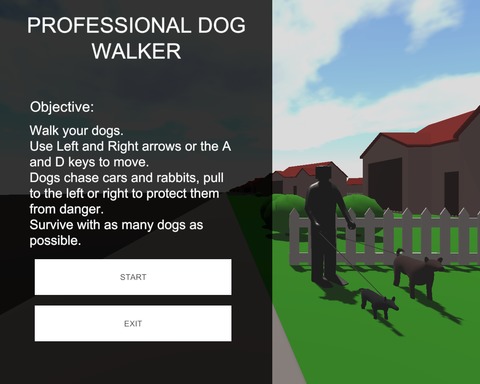 PROFESSIONAL DOG
WALKER
Objective:
Walk your dogs.
Use Left and Right arrows or the A
and D keys to move.
Dogs chase cars and rabbits, pull
to the left or right to protect them
from danger.
Survive with as many dogs as
possible.
START
EXIT